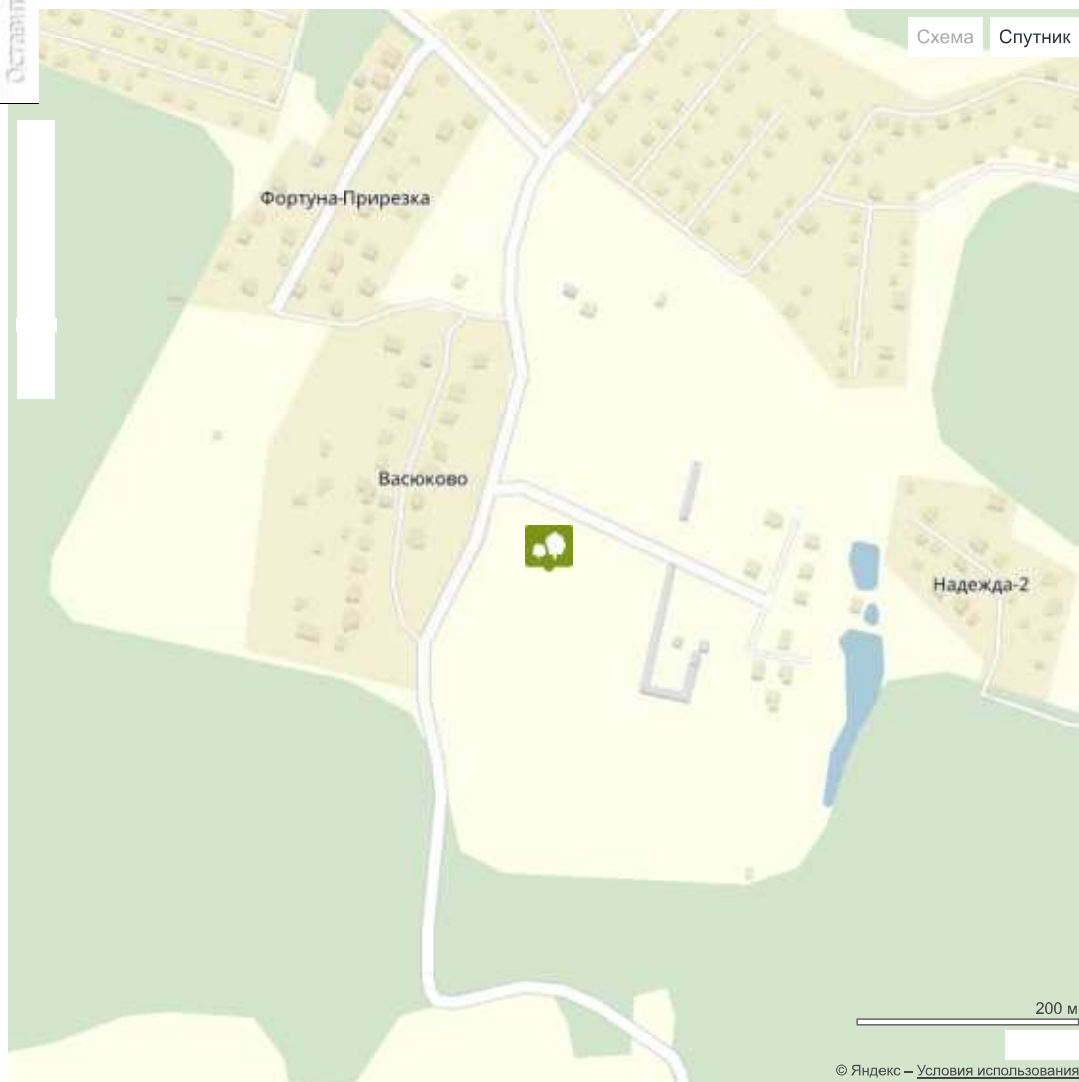 Схема
Спутник
Фортуна-Прирезка
Васюково
Надежда-2
200 м
© Яндекс – Условия использования